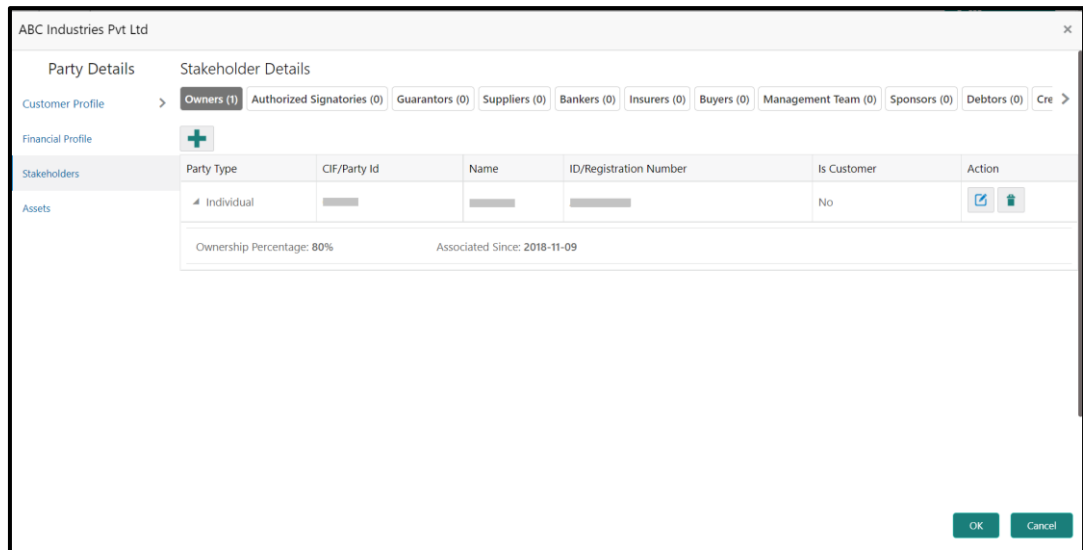 ABC Industries Pvt Ltd
Party Details
Stakeholder Details
Customer Profile
Owners (1) Authorized Signatories (0) Guarantors (0) Suppliers (0) Bankers (0) Insurers (0) Buyers (0) Management Team (0) Sponsors (0) Debtors (0) Cre
Financial Profile
Stakeholders
Assets
Party Type CIF/Party Id Name ID/Registration Number Is Customer Action
Individual No
Ownership Percentage: 80% Associated Since: 2018-11-09
OK Cancel